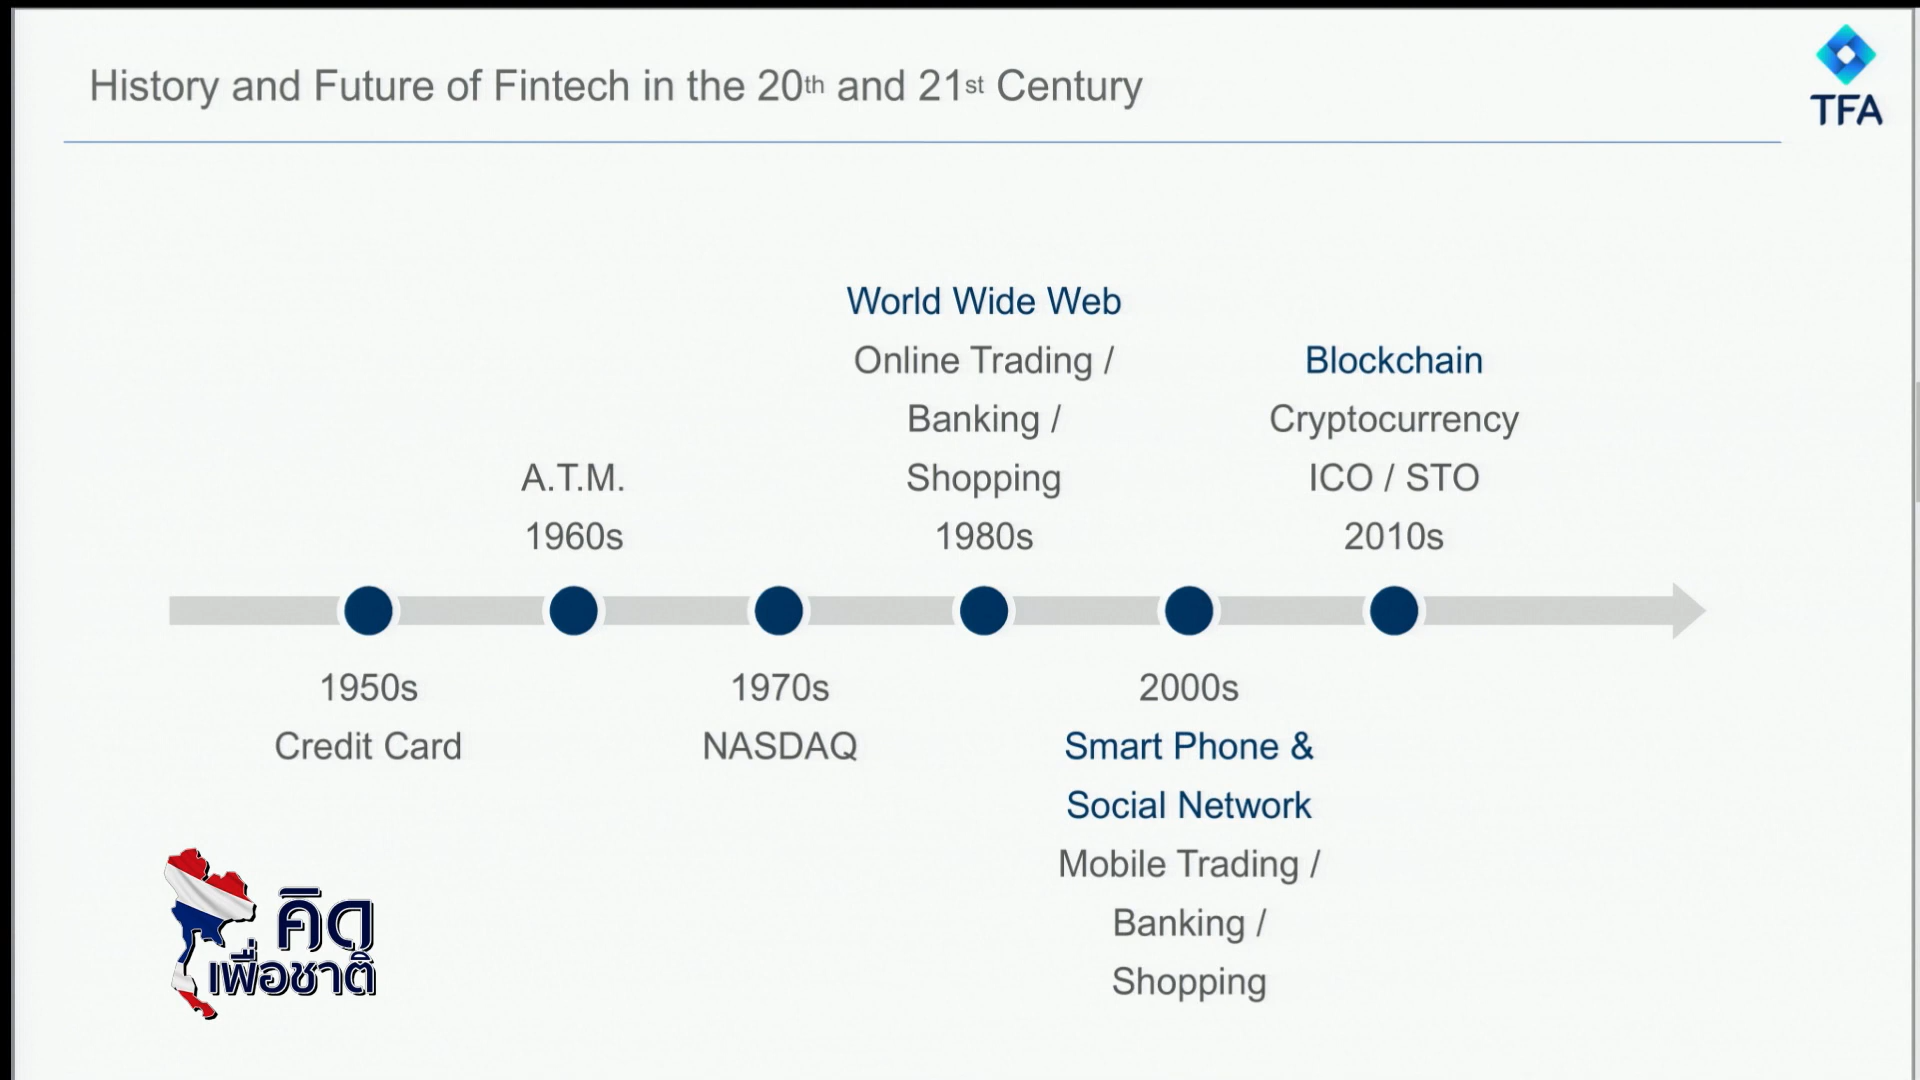 History and Future of Fintech in the 20th and 21st Century
TFA
World Wide Web
Online Trading /
Banking /
Shopping
1980s
Blockchain
Cryptocurrency
ICO / STO
2010s
A.T.M.
1960s
1950s
Credit Card
1970s
NASDAQ
2000s
Smart Phone &
Social Network
Mobile Trading /
Banking /
Shopping
คิด
เพื่อชาติ